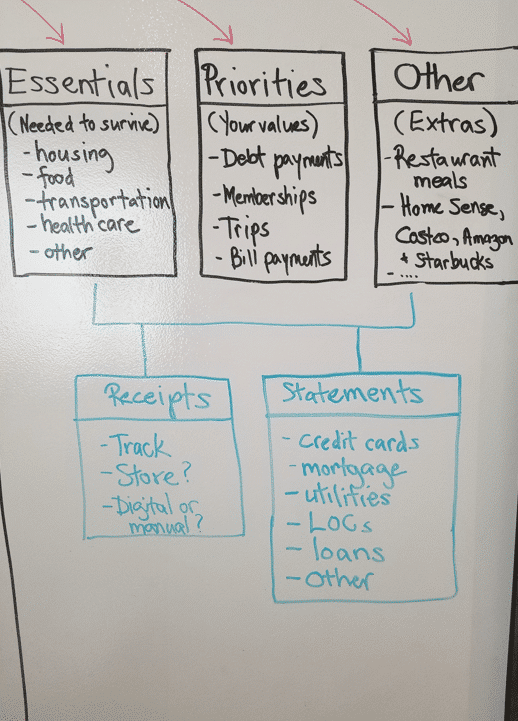 Essentials
(Needed to survive)
- housing
- food
- transportation
- health care
- other
Priorities
(Your values)
- Debt payments
- Memberships
- Trips
- Bill payments
Other
(Extras)
- Restaurant
meals
- Home Sense,
Costco, Amazon
+ Starbucks
- ....
Receipts
- Track
- Store?
- Digital or
manual?
Statements
- credit cards
- mortgage
- utilities
- LOCs
- loans
- other